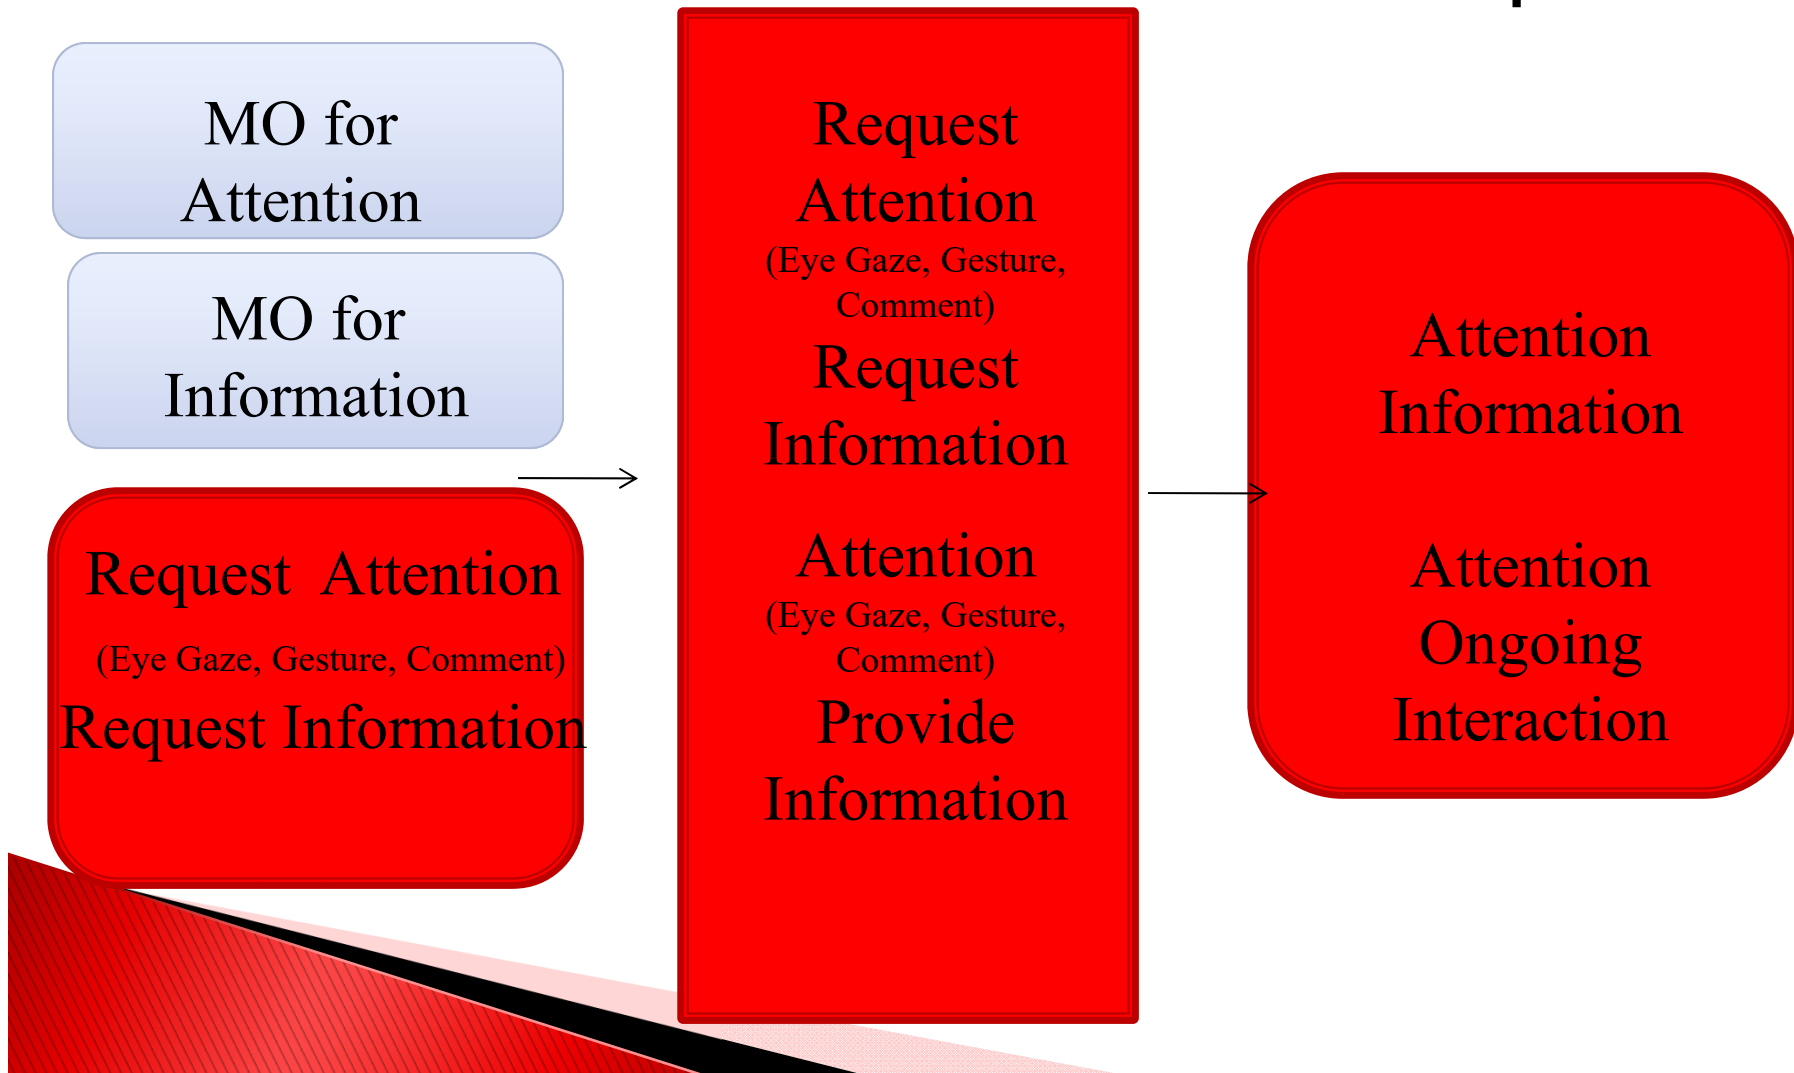 MO for
Attention
MO for
Information
Request Attention
(Eye Gaze, Gesture, Comment)
Request Information
Request
Attention
(Eye Gaze, Gesture,
Comment)
Request
Information
Attention
(Eye Gaze, Gesture,
Comment)
Provide
Information
Attention
Information
Attention
Ongoing
Interaction